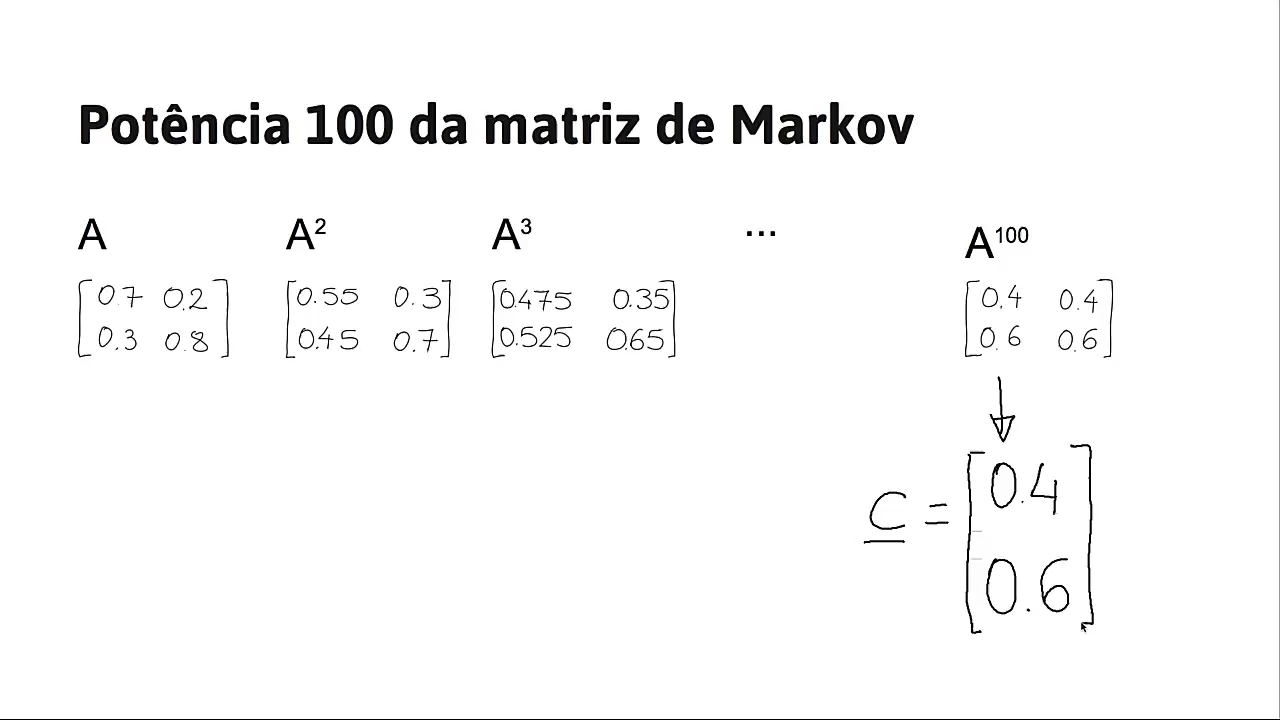 Potência 100 da matriz de Markov
A A² A³ ... A¹⁰⁰
0.7 0.2 0.55 0.3 0.475 0.35 0.4 0.4
0.3 0.8 0.45 0.7 0.525 0.65 0.6 0.6
C = 0.4
0.6